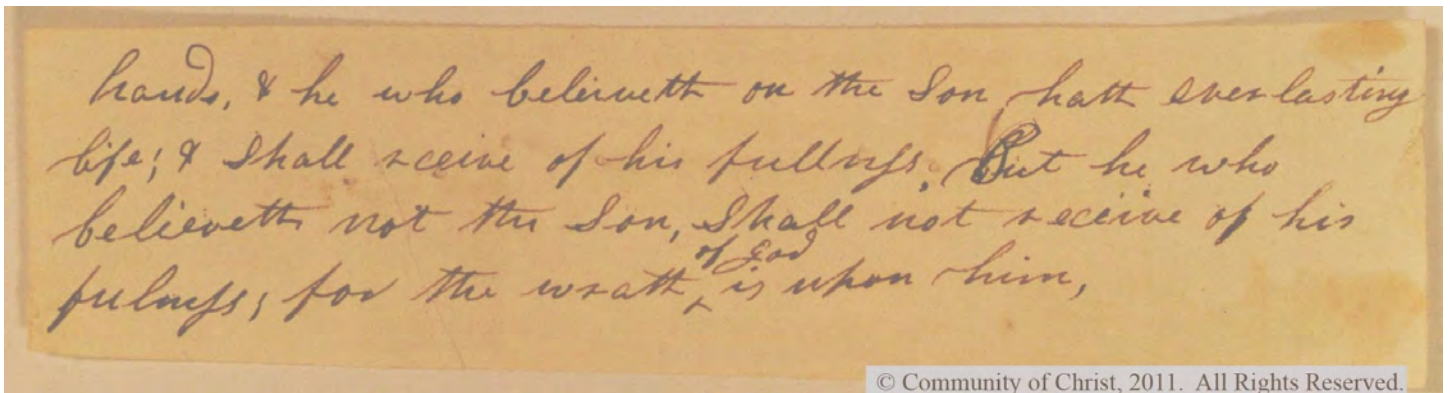 hands, & he who believeth on the Son, hath everlasting
life; & shall receive of his fullness. But he who
believeth not the Son, shall not receive of his
of God
fulness; for the wrath ^ is upon him,
© Community of Christ, 2011. All Rights Reserved.